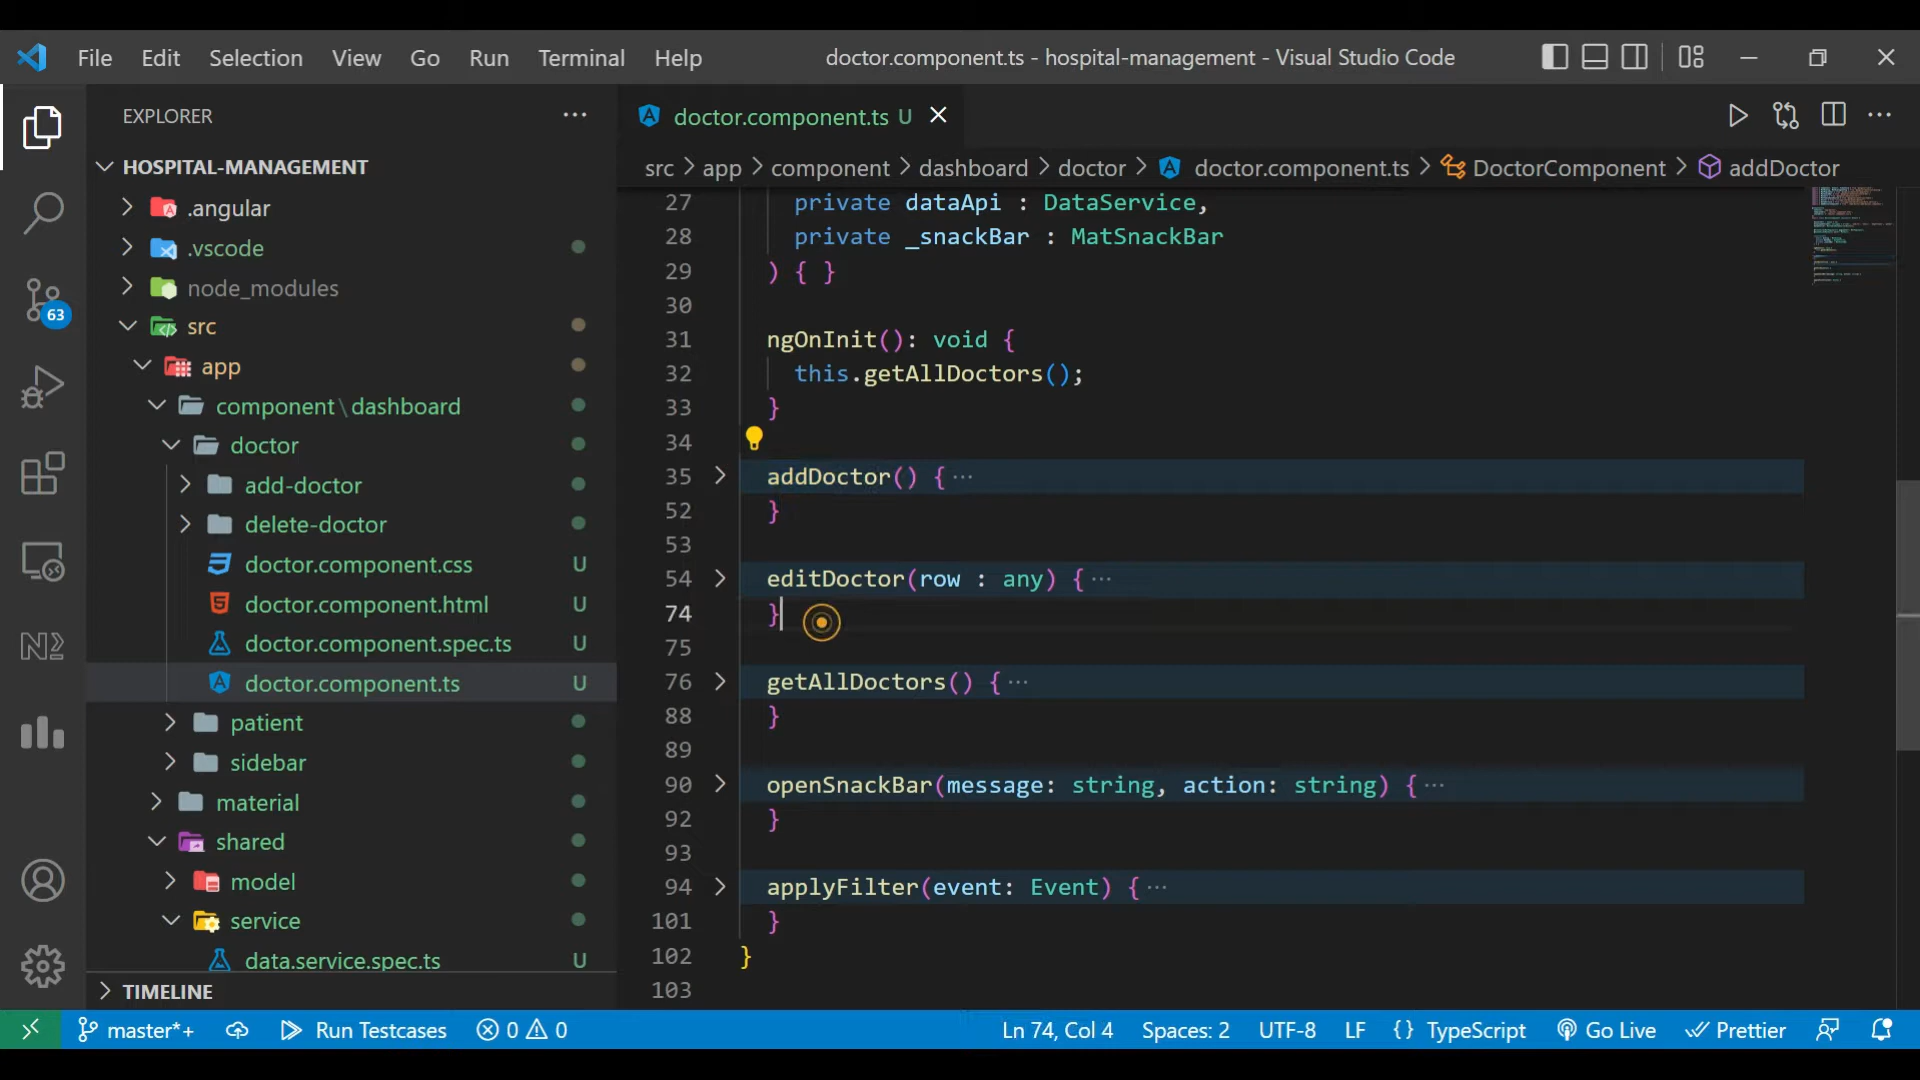 File Edit Selection View Go Run Terminal Help
doctor.component.ts - hospital-management - Visual Studio Code
EXPLORER
HOSPITAL-MANAGEMENT
.angular
.vscode
node_modules
src
app
component\dashboard
doctor
add-doctor
delete-doctor
doctor.component.css U
doctor.component.html U
doctor.component.spec.ts U
doctor.component.ts U
patient
sidebar
material
shared
model
service
data.service.spec.ts U
TIMELINE
63
doctor.component.ts U
src > app > component > dashboard > doctor > doctor.component.ts > DoctorComponent > addDoctor
27 private dataApi : DataService,
28 private _snackBar : MatSnackBar
29 ) { }
30
31 ngOnInit(): void {
32 this.getAllDoctors();
33 }
34
35 addDoctor() { ···
52 }
53
54 editDoctor(row : any) { ···
74 }
75
76 getAllDoctors() { ···
88 }
89
90 openSnackBar(message: string, action: string) { ···
92 }
93
94 applyFilter(event: Event) { ···
101 }
102 }
103
master*+ Run Testcases 0 0 Ln 74, Col 4 Spaces: 2 UTF-8 LF { } TypeScript Go Live Prettier